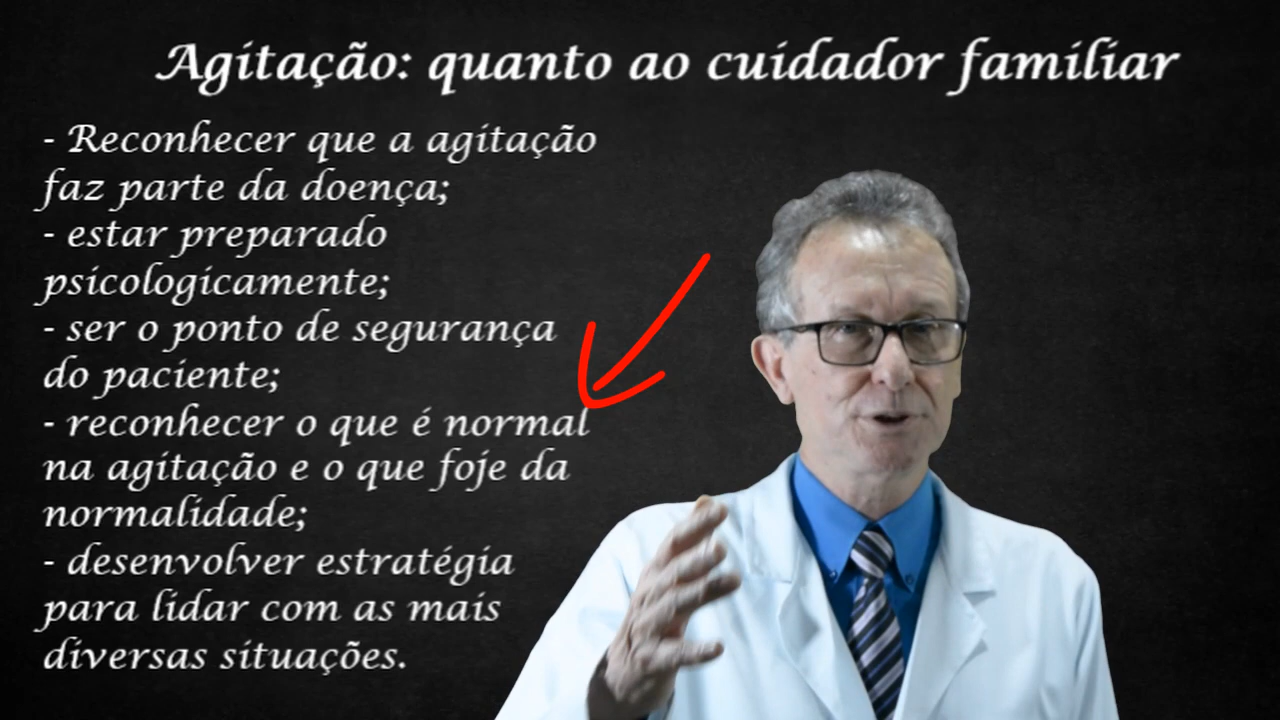 Agitação: quanto ao cuidador familiar
- Reconhecer que a agitação
faz parte da doença;
- estar preparado
psicologicamente;
- ser o ponto de segurança
do paciente;
- reconhecer o que é normal
na agitação e o que foje da
normalidade;
- desenvolver estratégia
para lidar com as mais
diversas situações.